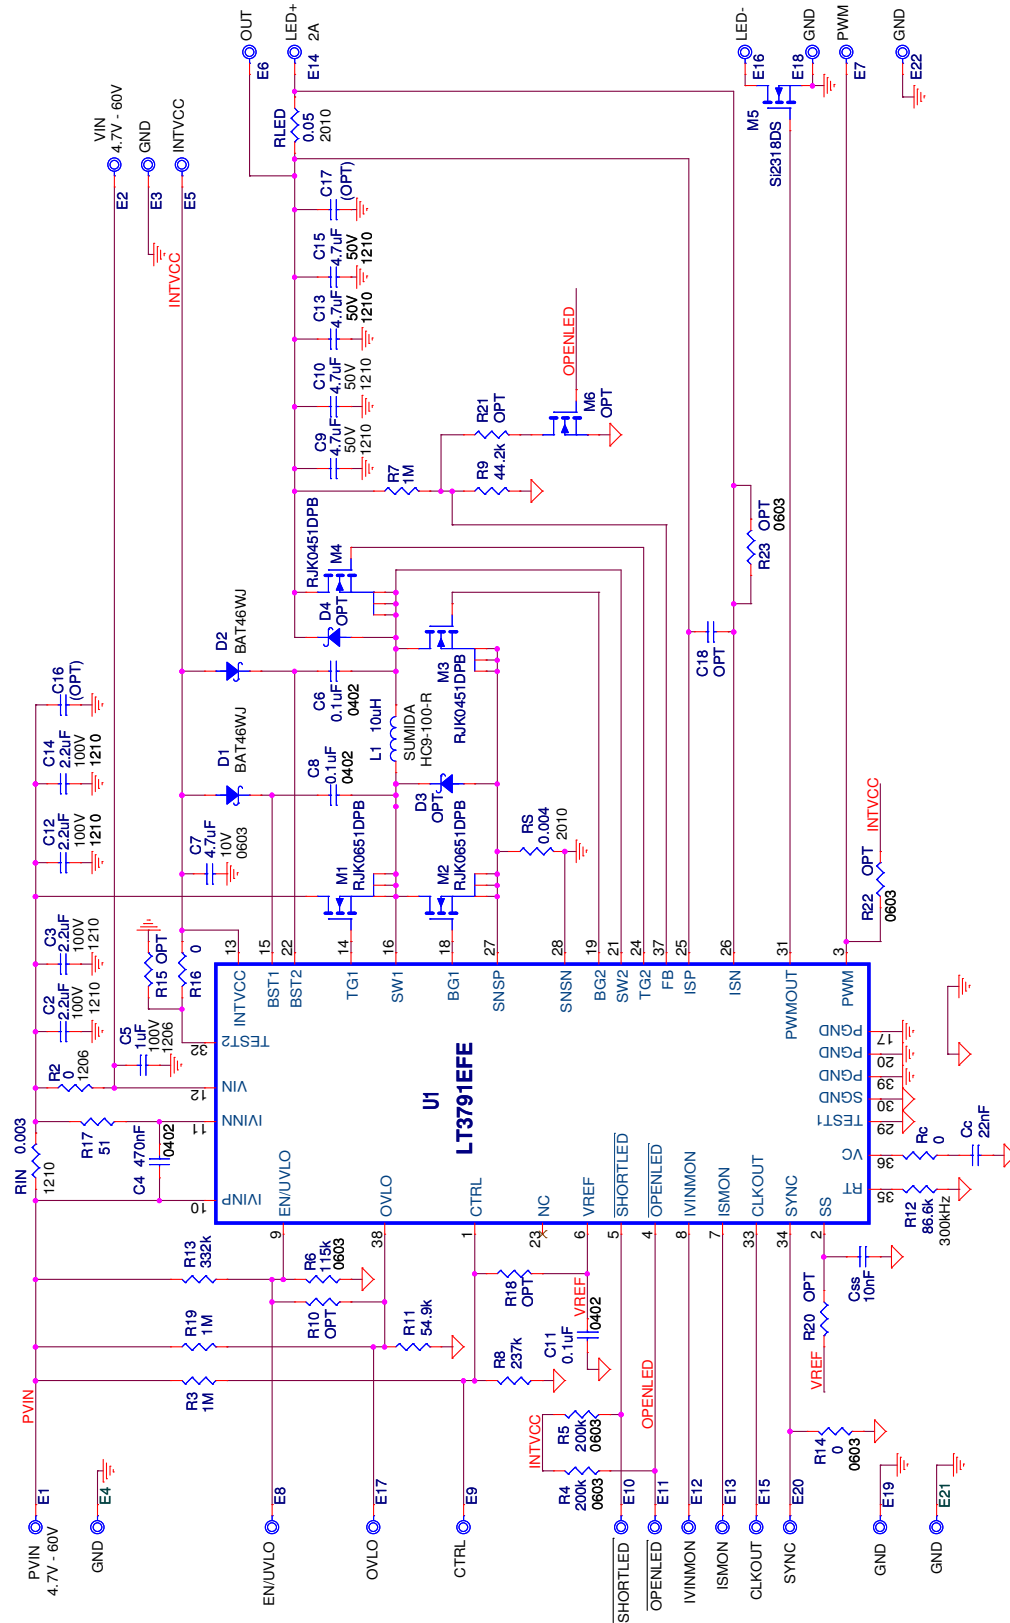 PVIN
4.7V - 60V
E1
GND
E4
PVIN
RIN 0.003
1210
R2
0
1206
C2
2.2uF
100V
1210
C3
2.2uF
100V
1210
C12
2.2uF
100V
1210
C14
2.2uF
100V
1210
C16
(OPT)
VIN
4.7V - 60V
E2
GND
E3
INTVCC
E5
INTVCC
OUT
E6
LED+
2A
E14
R17
51
C4 470nF
0402
C5
1uF
100V
1206
R15 OPT
R16 0
C7
4.7uF
10V
0603
D1
BAT46WJ
D2
BAT46WJ
C8
0.1uF
0402
C6
0.1uF
0402
D4
OPT
RJK0451DPB
M4
M1
RJK0651DPB
M2
RJK0651DPB
D3
OPT
L1 10uH
SUMIDA
HC9-100-R
M3
RJK0451DPB
RS
0.004
2010
C9
4.7uF
50V
1210
C10
4.7uF
50V
1210
C13
4.7uF
50V
1210
C15
4.7uF
50V
1210
C17
(OPT)
RLED
0.05
2010
R7
1M
R9
44.2k
R21
OPT
M6
OPT
OPENLED
C18
OPT
R23 OPT
0603
LED-
E16
M5
Si2318DS
GND
E18
PWM
E7
GND
E22
R22 OPT
0603
INTVCC
U1
LT3791EFE
IVINP
10
IVINN
11
VIN
12
TEST2
32
INTVCC
13
BST1
15
BST2
22
TG1
14
SW1
16
BG1
18
SNSP
27
SNSN
28
BG2
19
SW2
21
TG2
24
FB
37
ISP
25
ISN
26
PWMOUT
31
PWM
3
PGND
17
PGND
20
PGND
39
SGND
30
TEST1
29
VC
36
RT
35
EN/UVLO
9
OVLO
38
CTRL
1
NC
23
VREF
6
SHORTLED
5
OPENLED
4
IVINMON
8
ISMON
7
CLKOUT
33
SYNC
34
SS
2
R13
332k
R19
1M
R3
1M
R6
115k
0603
R10
OPT
R11
54.9k
R8
237k
R18
OPT
VREF
C11
0.1uF
0402
INTVCC
R5
200k
0603
R4
200k
0603
OPENLED
R20 OPT
VREF
Css
10nF
R12
86.6k
300kHz
Rc
0
Cc
22nF
R14
0
0603
EN/UVLO
E8
OVLO
E17
CTRL
E9
SHORTLED
E10
OPENLED
E11
IVINMON
E12
ISMON
E13
CLKOUT
E15
SYNC
E20
GND
E19
GND
E21